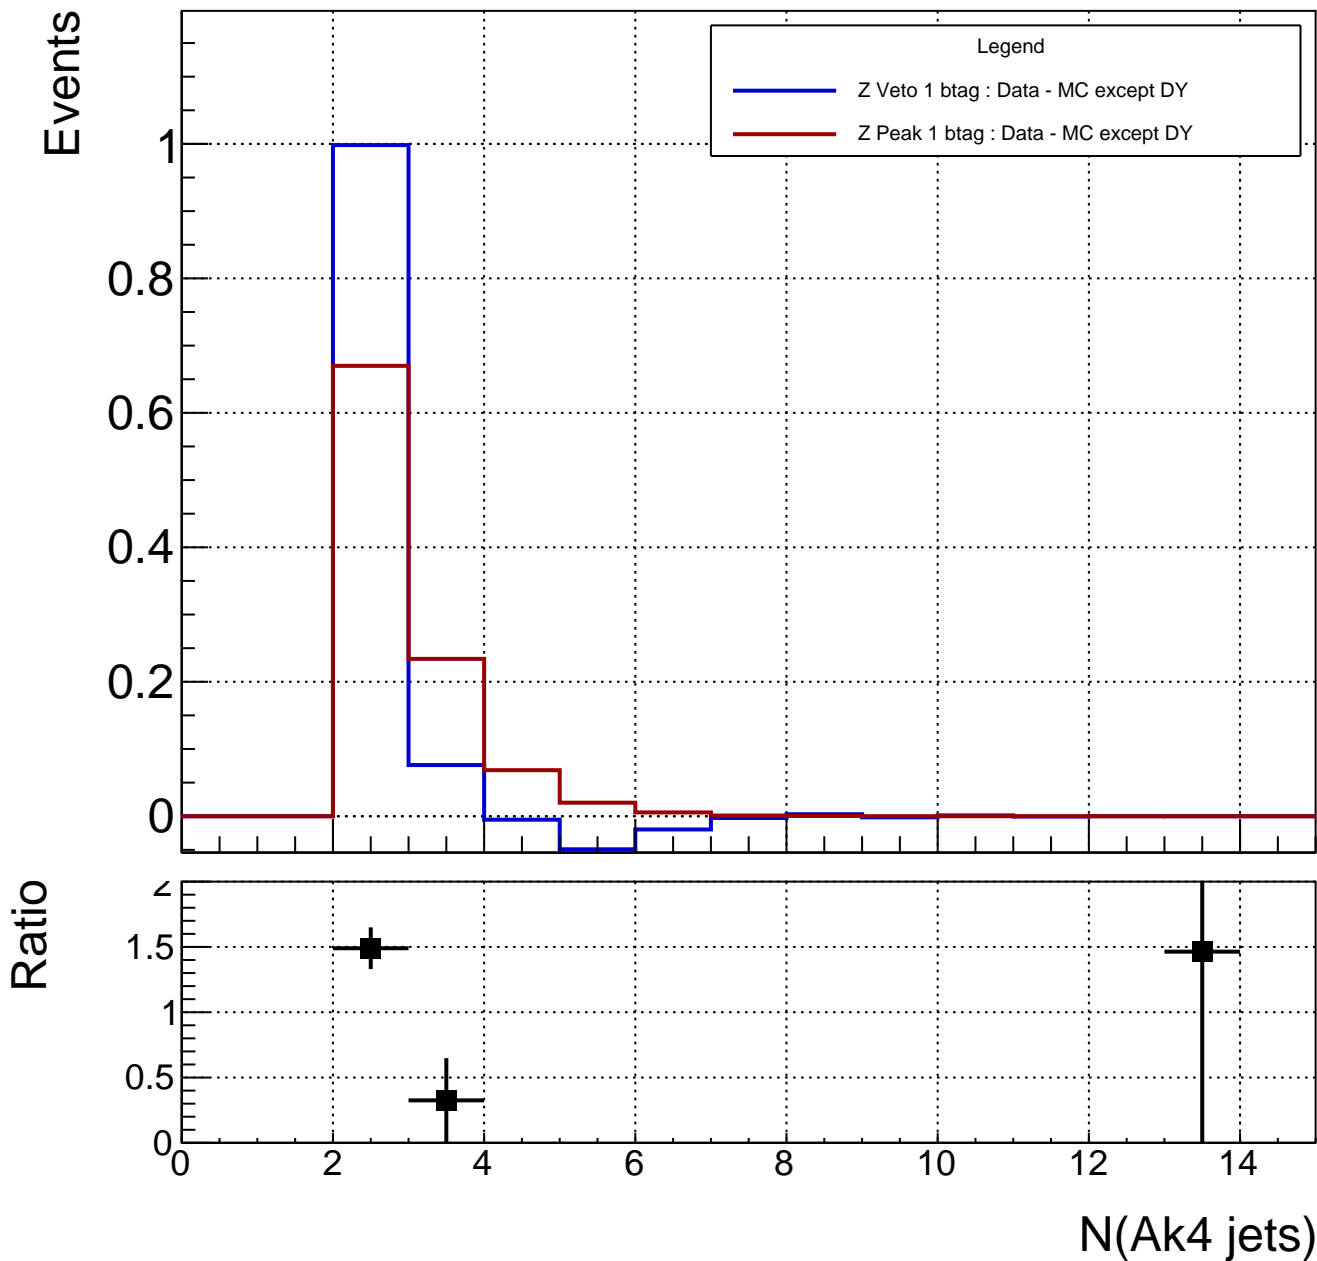 Events
Legend
Z Veto 1 btag : Data - MC except DY
Z Peak 1 btag : Data - MC except DY
1
0.8
0.6
0.4
0.2
0
Ratio
2
1.5
1
0.5
0
0 2 4 6 8 10 12 14
N(Ak4 jets)